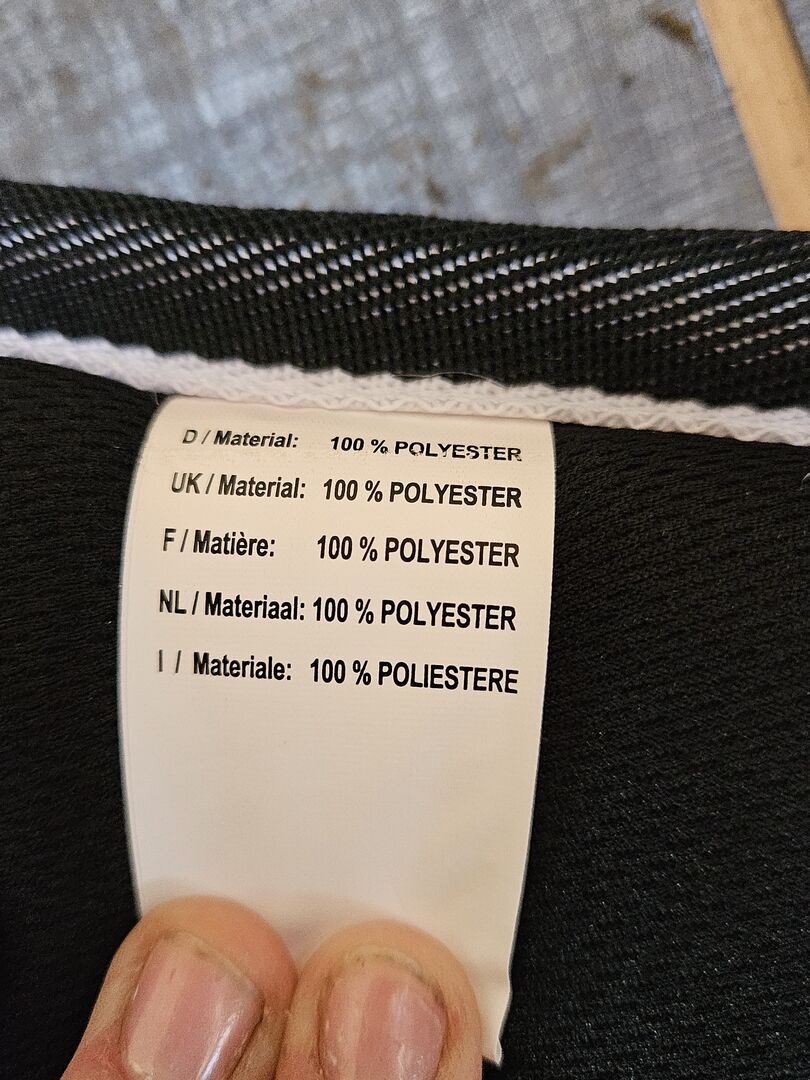 D / Material: 100 % POLYESTER
UK / Material: 100 % POLYESTER
F / Matière: 100 % POLYESTER
NL / Materiaal: 100 % POLYESTER
I / Materiale: 100 % POLIESTERE